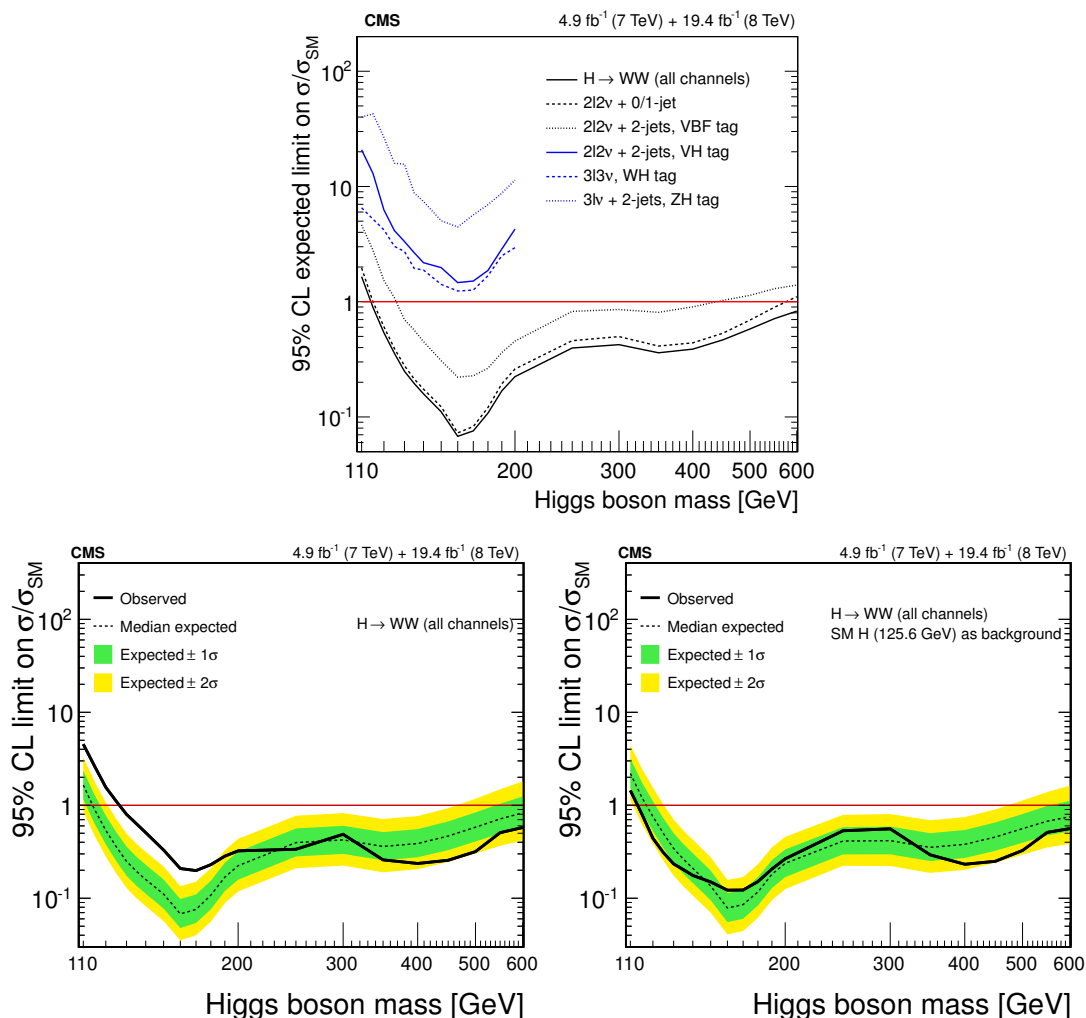 CMS 4.9 fb⁻¹ (7 TeV) + 19.4 fb⁻¹ (8 TeV)
95% CL expected limit on σ/σ_SM
10²
10
1
10⁻¹
H → WW (all channels)
2l2ν + 0/1-jet
2l2ν + 2-jets, VBF tag
2l2ν + 2-jets, VH tag
3l3ν, WH tag
3lν + 2-jets, ZH tag
110 200 300 400 500 600
Higgs boson mass [GeV]
CMS 4.9 fb⁻¹ (7 TeV) + 19.4 fb⁻¹ (8 TeV)
95% CL limit on σ/σ_SM
10²
10
1
10⁻¹
Observed
Median expected
Expected ± 1σ
Expected ± 2σ
H → WW (all channels)
110 200 300 400 500 600
Higgs boson mass [GeV]
CMS 4.9 fb⁻¹ (7 TeV) + 19.4 fb⁻¹ (8 TeV)
95% CL limit on σ/σ_SM
10²
10
1
10⁻¹
Observed
Median expected
Expected ± 1σ
Expected ± 2σ
H → WW (all channels)
SM H (125.6 GeV) as background
110 200 300 400 500 600
Higgs boson mass [GeV]